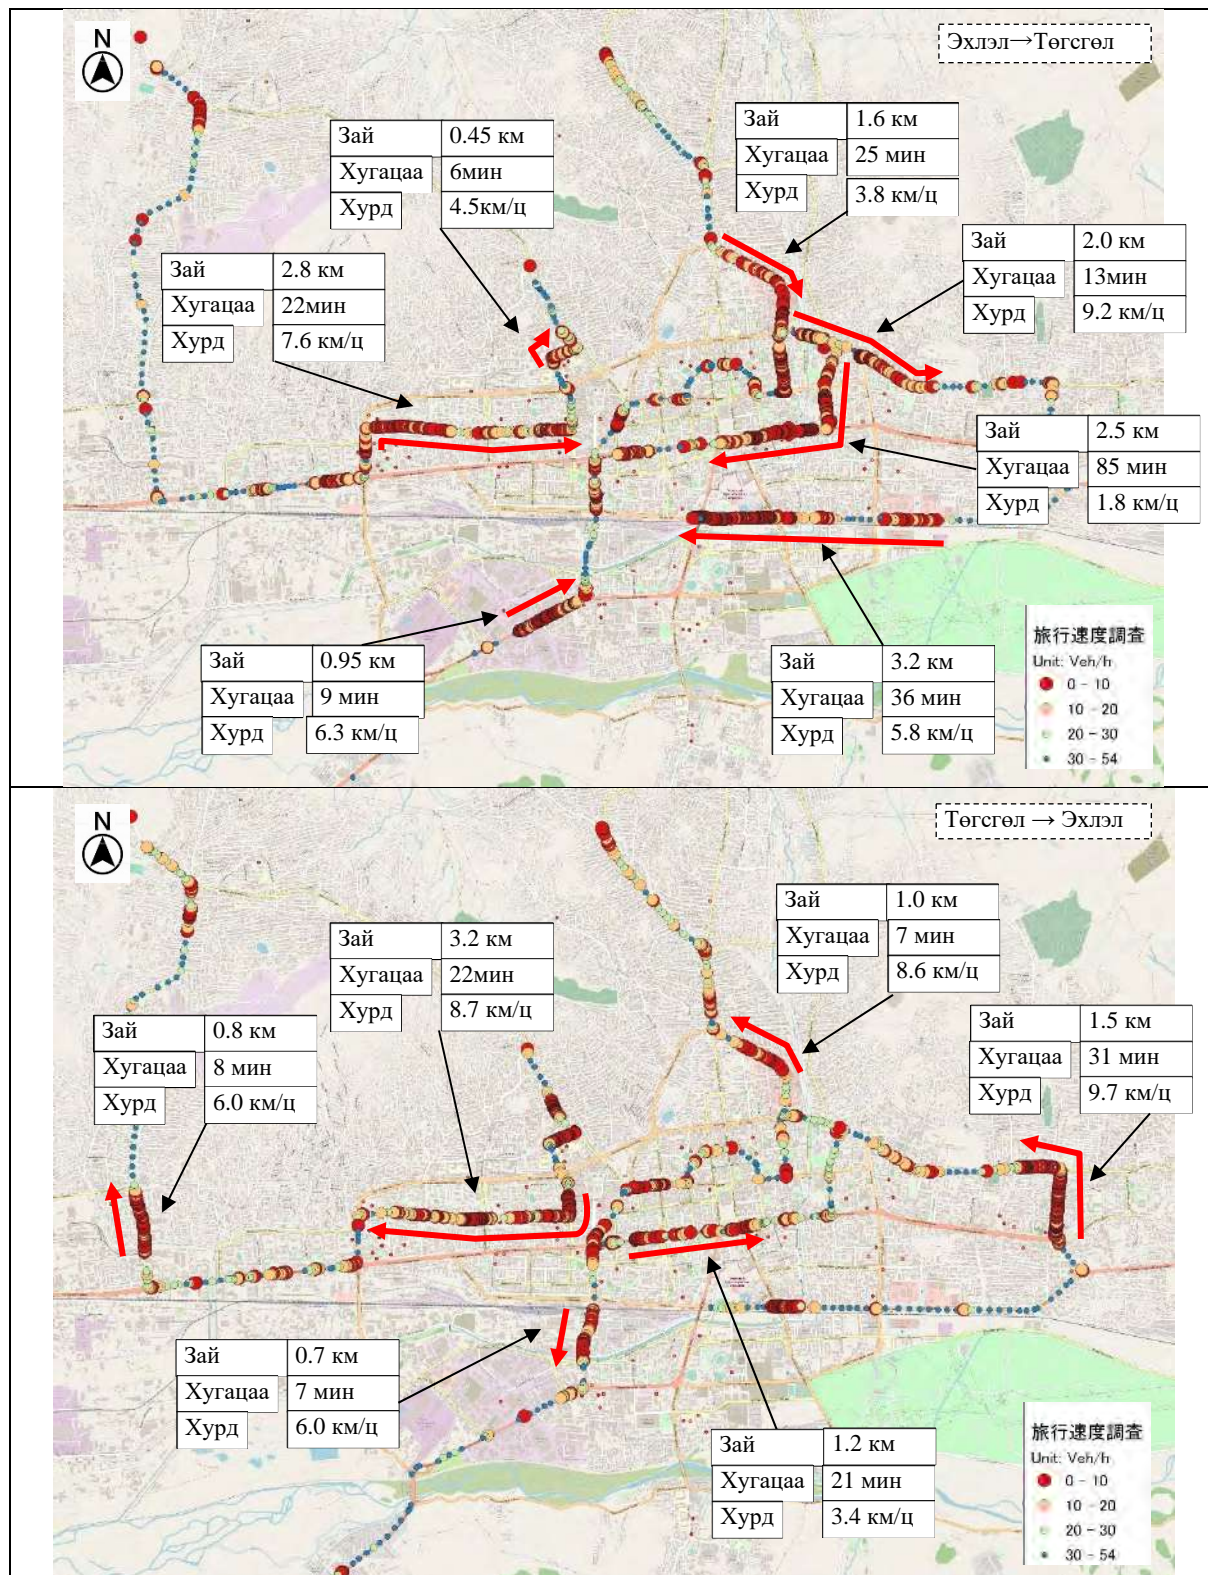 N
Эхлэл→Төгсгөл
Зай 0.45 км
Хугацаа 6мин
Хурд 4.5км/ц
Зай 1.6 км
Хугацаа 25 мин
Хурд 3.8 км/ц
Зай 2.0 км
Хугацаа 13мин
Хурд 9.2 км/ц
Зай 2.8 км
Хугацаа 22мин
Хурд 7.6 км/ц
Зай 2.5 км
Хугацаа 85 мин
Хурд 1.8 км/ц
Зай 0.95 км
Хугацаа 9 мин
Хурд 6.3 км/ц
Зай 3.2 км
Хугацаа 36 мин
Хурд 5.8 км/ц
旅行速度調査
Unit: Veh/h
0 - 10
10 - 20
20 - 30
30 - 54
N
Төгсгөл → Эхлэл
Зай 1.0 км
Хугацаа 7 мин
Хурд 8.6 км/ц
Зай 3.2 км
Хугацаа 22мин
Хурд 8.7 км/ц
Зай 0.8 км
Хугацаа 8 мин
Хурд 6.0 км/ц
Зай 1.5 км
Хугацаа 31 мин
Хурд 9.7 км/ц
Зай 0.7 км
Хугацаа 7 мин
Хурд 6.0 км/ц
Зай 1.2 км
Хугацаа 21 мин
Хурд 3.4 км/ц
旅行速度調査
Unit: Veh/h
0 - 10
10 - 20
20 - 30
30 - 54